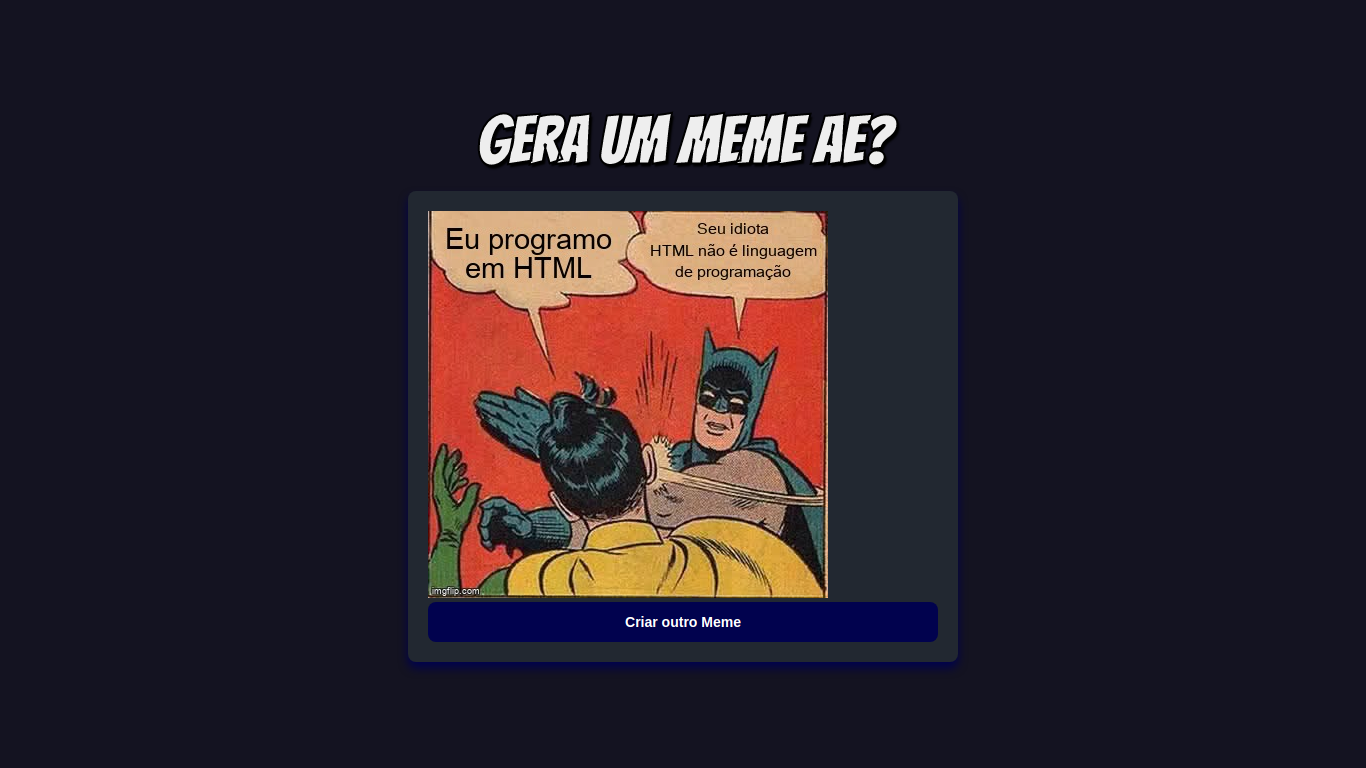 GERA UM MEME AE?
Eu programo
em HTML
Seu idiota
HTML não é linguagem
de programação
imgflip.com
Criar outro Meme